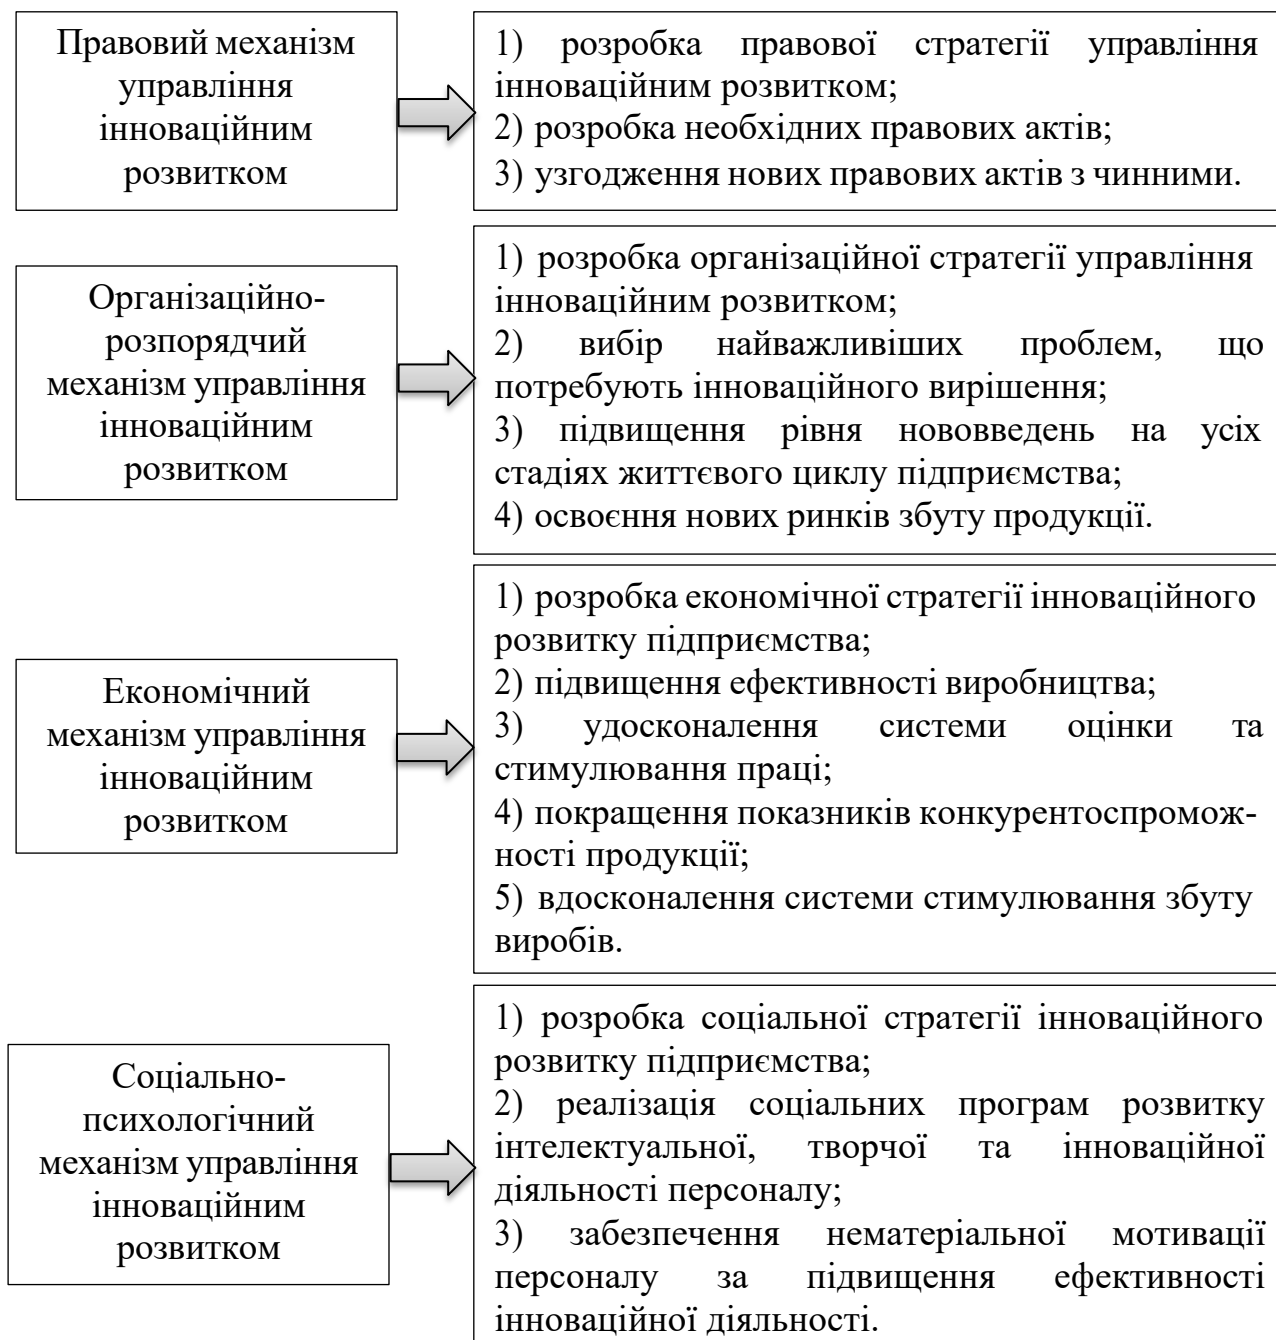 Правовий механізм
управління
інноваційним
розвитком
1) розробка правової стратегії управління
інноваційним розвитком;
2) розробка необхідних правових актів;
3) узгодження нових правових актів з чинними.
Організаційно-
розпорядчий
механізм управління
інноваційним
розвитком
1) розробка організаційної стратегії управління
інноваційним розвитком;
2) вибір найважливіших проблем, що
потребують інноваційного вирішення;
3) підвищення рівня нововведень на усіх
стадіях життєвого циклу підприємства;
4) освоєння нових ринків збуту продукції.
Економічний
механізм управління
інноваційним
розвитком
1) розробка економічної стратегії інноваційного
розвитку підприємства;
2) підвищення ефективності виробництва;
3) удосконалення системи оцінки та
стимулювання праці;
4) покращення показників конкурентоспромож-
ності продукції;
5) вдосконалення системи стимулювання збуту
виробів.
Соціально-
психологічний
механізм управління
інноваційним
розвитком
1) розробка соціальної стратегії інноваційного
розвитку підприємства;
2) реалізація соціальних програм розвитку
інтелектуальної, творчої та інноваційної
діяльності персоналу;
3) забезпечення нематеріальної мотивації
персоналу за підвищення ефективності
інноваційної діяльності.